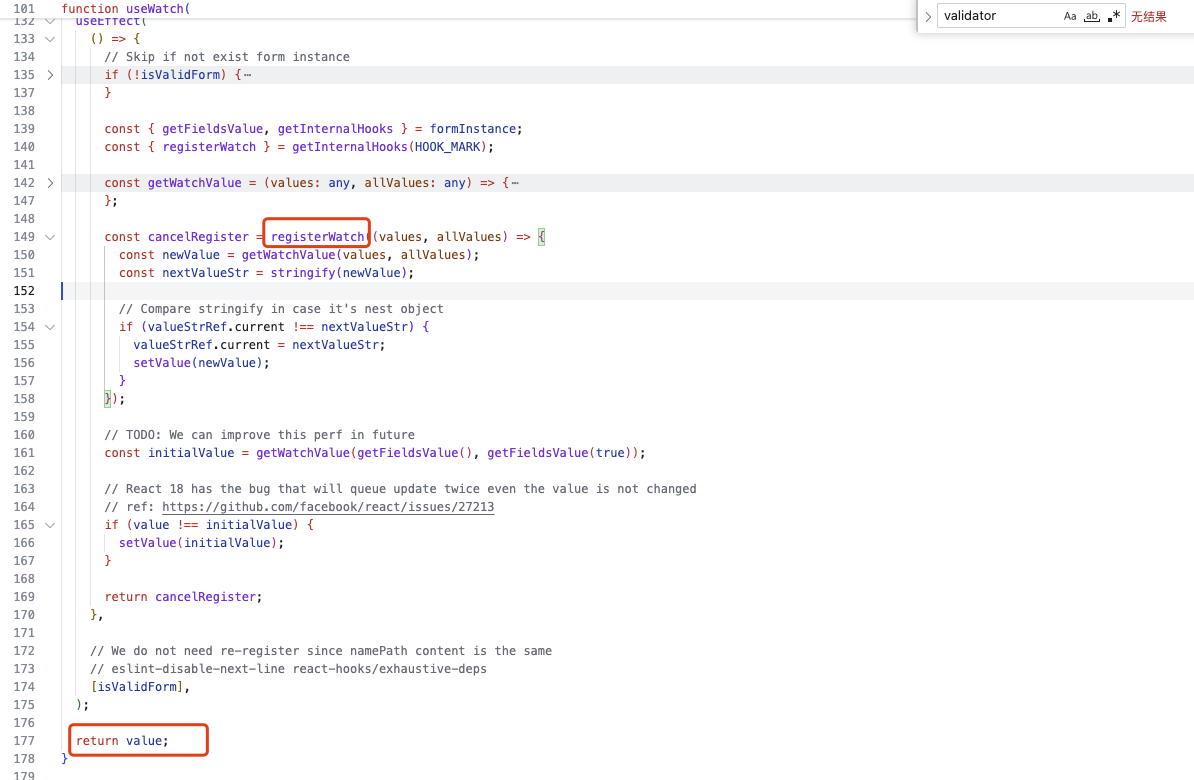 101 function useWatch(
validator Aa ab .* 无结果
132 useEffect(
133 () => {
134 // Skip if not exist form instance
135 if (!isValidForm) {⋯
137 }
138
139 const { getFieldsValue, getInternalHooks } = formInstance;
140 const { registerWatch } = getInternalHooks(HOOK_MARK);
141
142 const getWatchValue = (values: any, allValues: any) => {⋯
147 };
148
149 const cancelRegister = registerWatch((values, allValues) => {
150 const newValue = getWatchValue(values, allValues);
151 const nextValueStr = stringify(newValue);
152
153 // Compare stringify in case it's nest object
154 if (valueStrRef.current !== nextValueStr) {
155 valueStrRef.current = nextValueStr;
156 setValue(newValue);
157 }
158 });
159
160 // TODO: We can improve this perf in future
161 const initialValue = getWatchValue(getFieldsValue(), getFieldsValue(true));
162
163 // React 18 has the bug that will queue update twice even the value is not changed
164 // ref: https://github.com/facebook/react/issues/27213
165 if (value !== initialValue) {
166 setValue(initialValue);
167 }
168
169 return cancelRegister;
170 },
171
172 // We do not need re-register since namePath content is the same
173 // eslint-disable-next-line react-hooks/exhaustive-deps
174 [isValidForm],
175 );
176
177 return value;
178 }
179